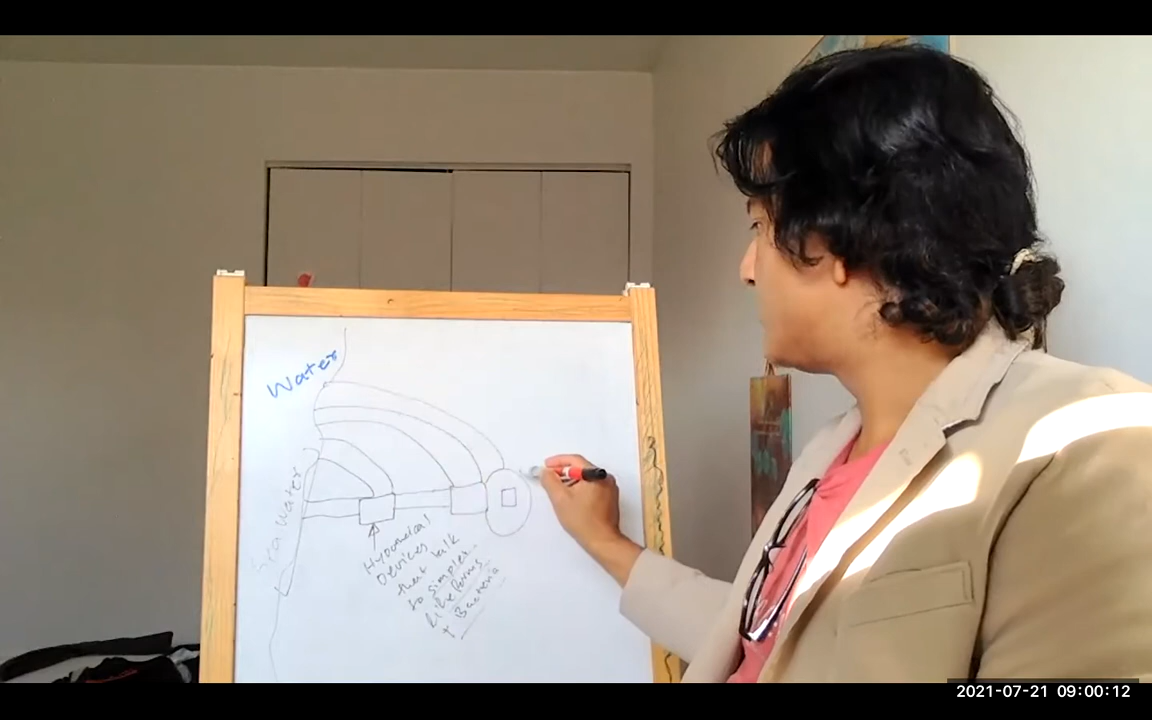 Water
Sea Water
Hypothetical
Devices
that talk
to simpler
life forms
+ Bacteria
2021-07-21 09:00:12